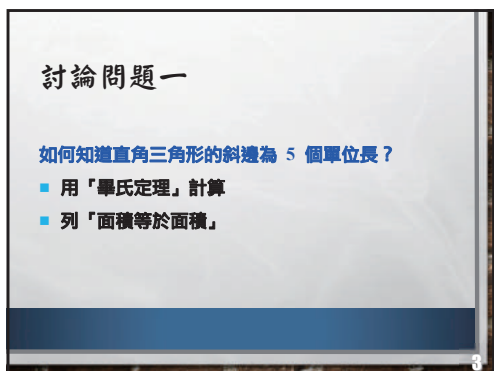 討論問題一
如何知道直角三角形的斜邊為 5 個單位長？
用「畢氏定理」計算
列「面積等於面積」
3